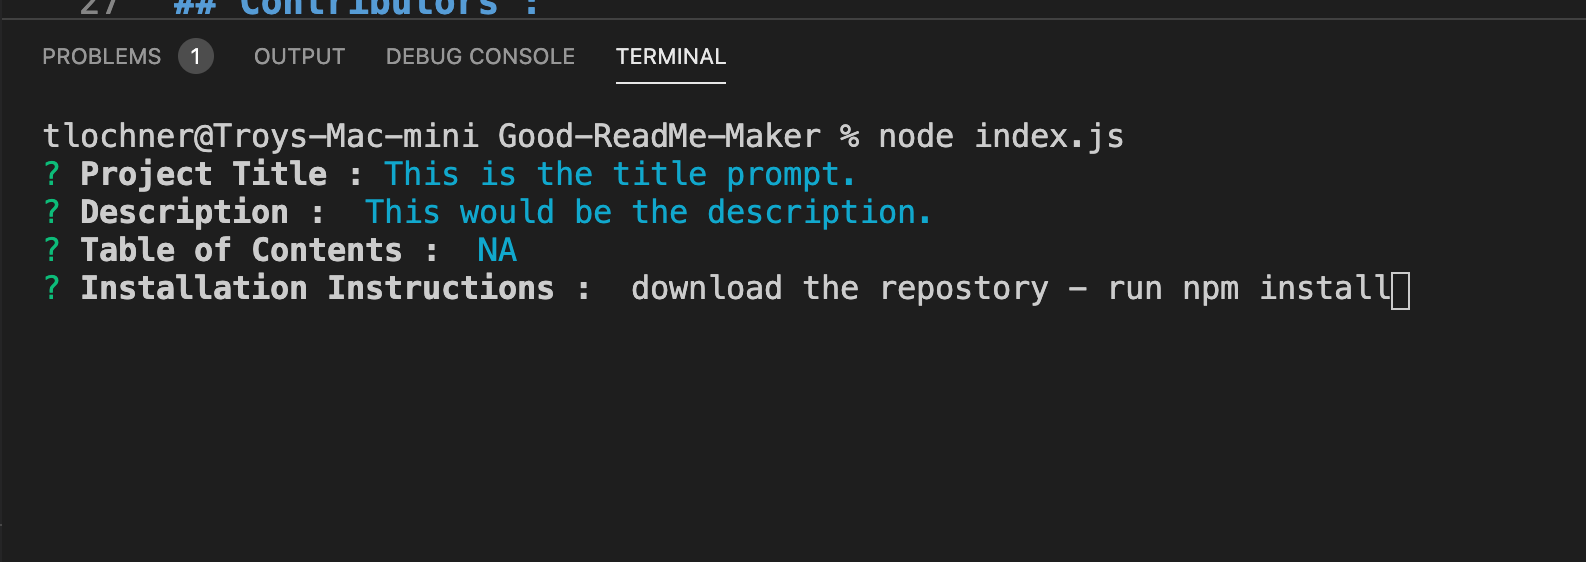 27 ## Contributors :
PROBLEMS 1 OUTPUT DEBUG CONSOLE TERMINAL
tlochner@Troys-Mac-mini Good-ReadMe-Maker % node index.js
? Project Title : This is the title prompt.
? Description :  This would be the description.
? Table of Contents :  NA
? Installation Instructions :  download the repostory - run npm install